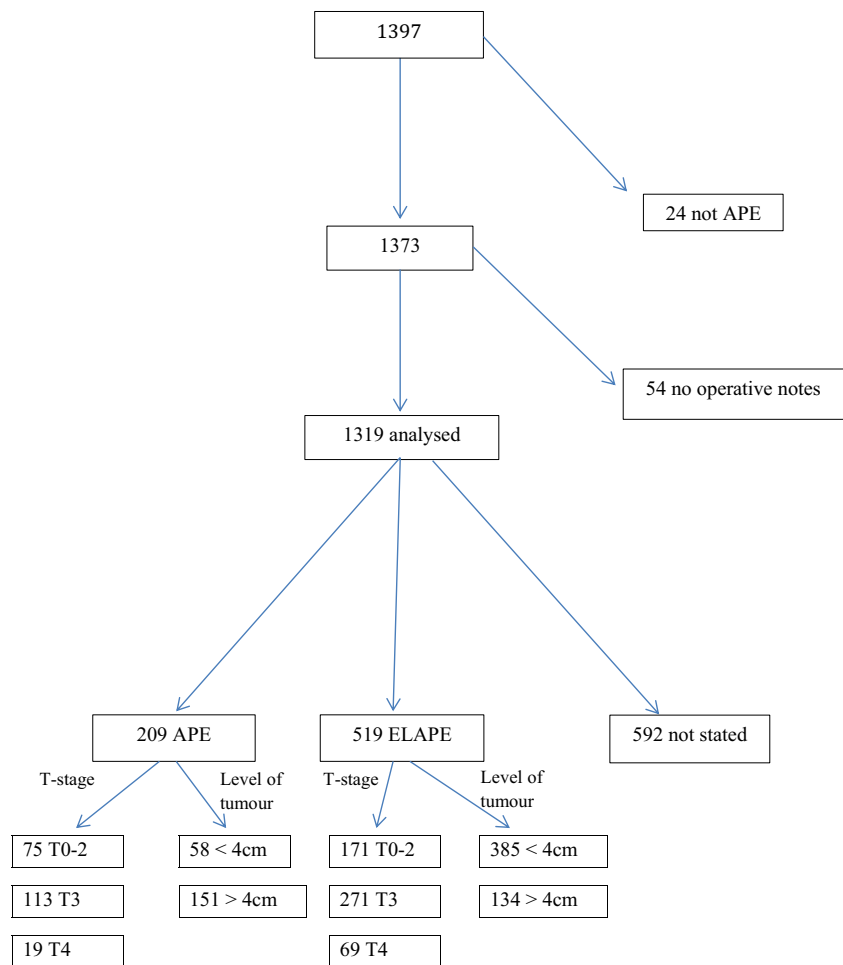 1397
24 not APE
1373
54 no operative notes
1319 analysed
209 APE
519 ELAPE
592 not stated
T-stage
Level of
tumour
T-stage
Level of
tumour
75 T0-2
58 < 4cm
171 T0-2
385 < 4cm
113 T3
151 > 4cm
271 T3
134 > 4cm
19 T4
69 T4